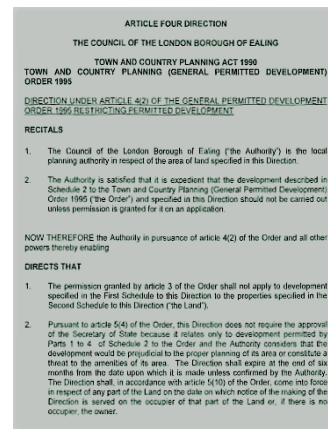 ARTICLE FOUR DIRECTION
THE COUNCIL OF THE LONDON BOROUGH OF EALING
TOWN AND COUNTRY PLANNING ACT 1990
TOWN AND COUNTRY PLANNING (GENERAL PERMITTED DEVELOPMENT)
ORDER 1995
DIRECTION UNDER ARTICLE 4(2) OF THE GENERAL PERMITTED DEVELOPMENT
ORDER 1995 RESTRICTING PERMITTED DEVELOPMENT
RECITALS
1. The Council of the London Borough of Ealing ("the Authority") is the local
planning authority in respect of the area of land specified in this Direction.
2. The Authority is satisfied that it is expedient that the development described in
Schedule 2 to the Town and Country Planning (General Permitted Development)
Order 1995 ("the Order") and specified in this Direction should not be carried out
unless permission is granted for it on an application.
NOW THEREFORE the Authority in pursuance of article 4(2) of the Order and all other
powers thereby enabling
DIRECTS THAT
1. The permission granted by article 3 of the Order shall not apply to development
specified in the First Schedule to this Direction to the properties specified in the
Second Schedule to this Direction ("the Land").
2. Pursuant to article 5(4) of the Order, this Direction does not require the approval
of the Secretary of State because it relates only to development permitted by
Parts 1 to 4 of Schedule 2 to the Order and the Authority considers that the
development would be prejudicial to the proper planning of its area or constitute a
threat to the amenities of its area. The Direction shall expire at the end of six
months from the date upon which it is made unless confirmed by the Authority.
The Direction shall, in accordance with article 5(10) of the Order, come into force
in respect of any part of the Land on the date on which notice of the making of the
Direction is served on the occupier of that part of the Land or, if there is no
occupier, the owner.